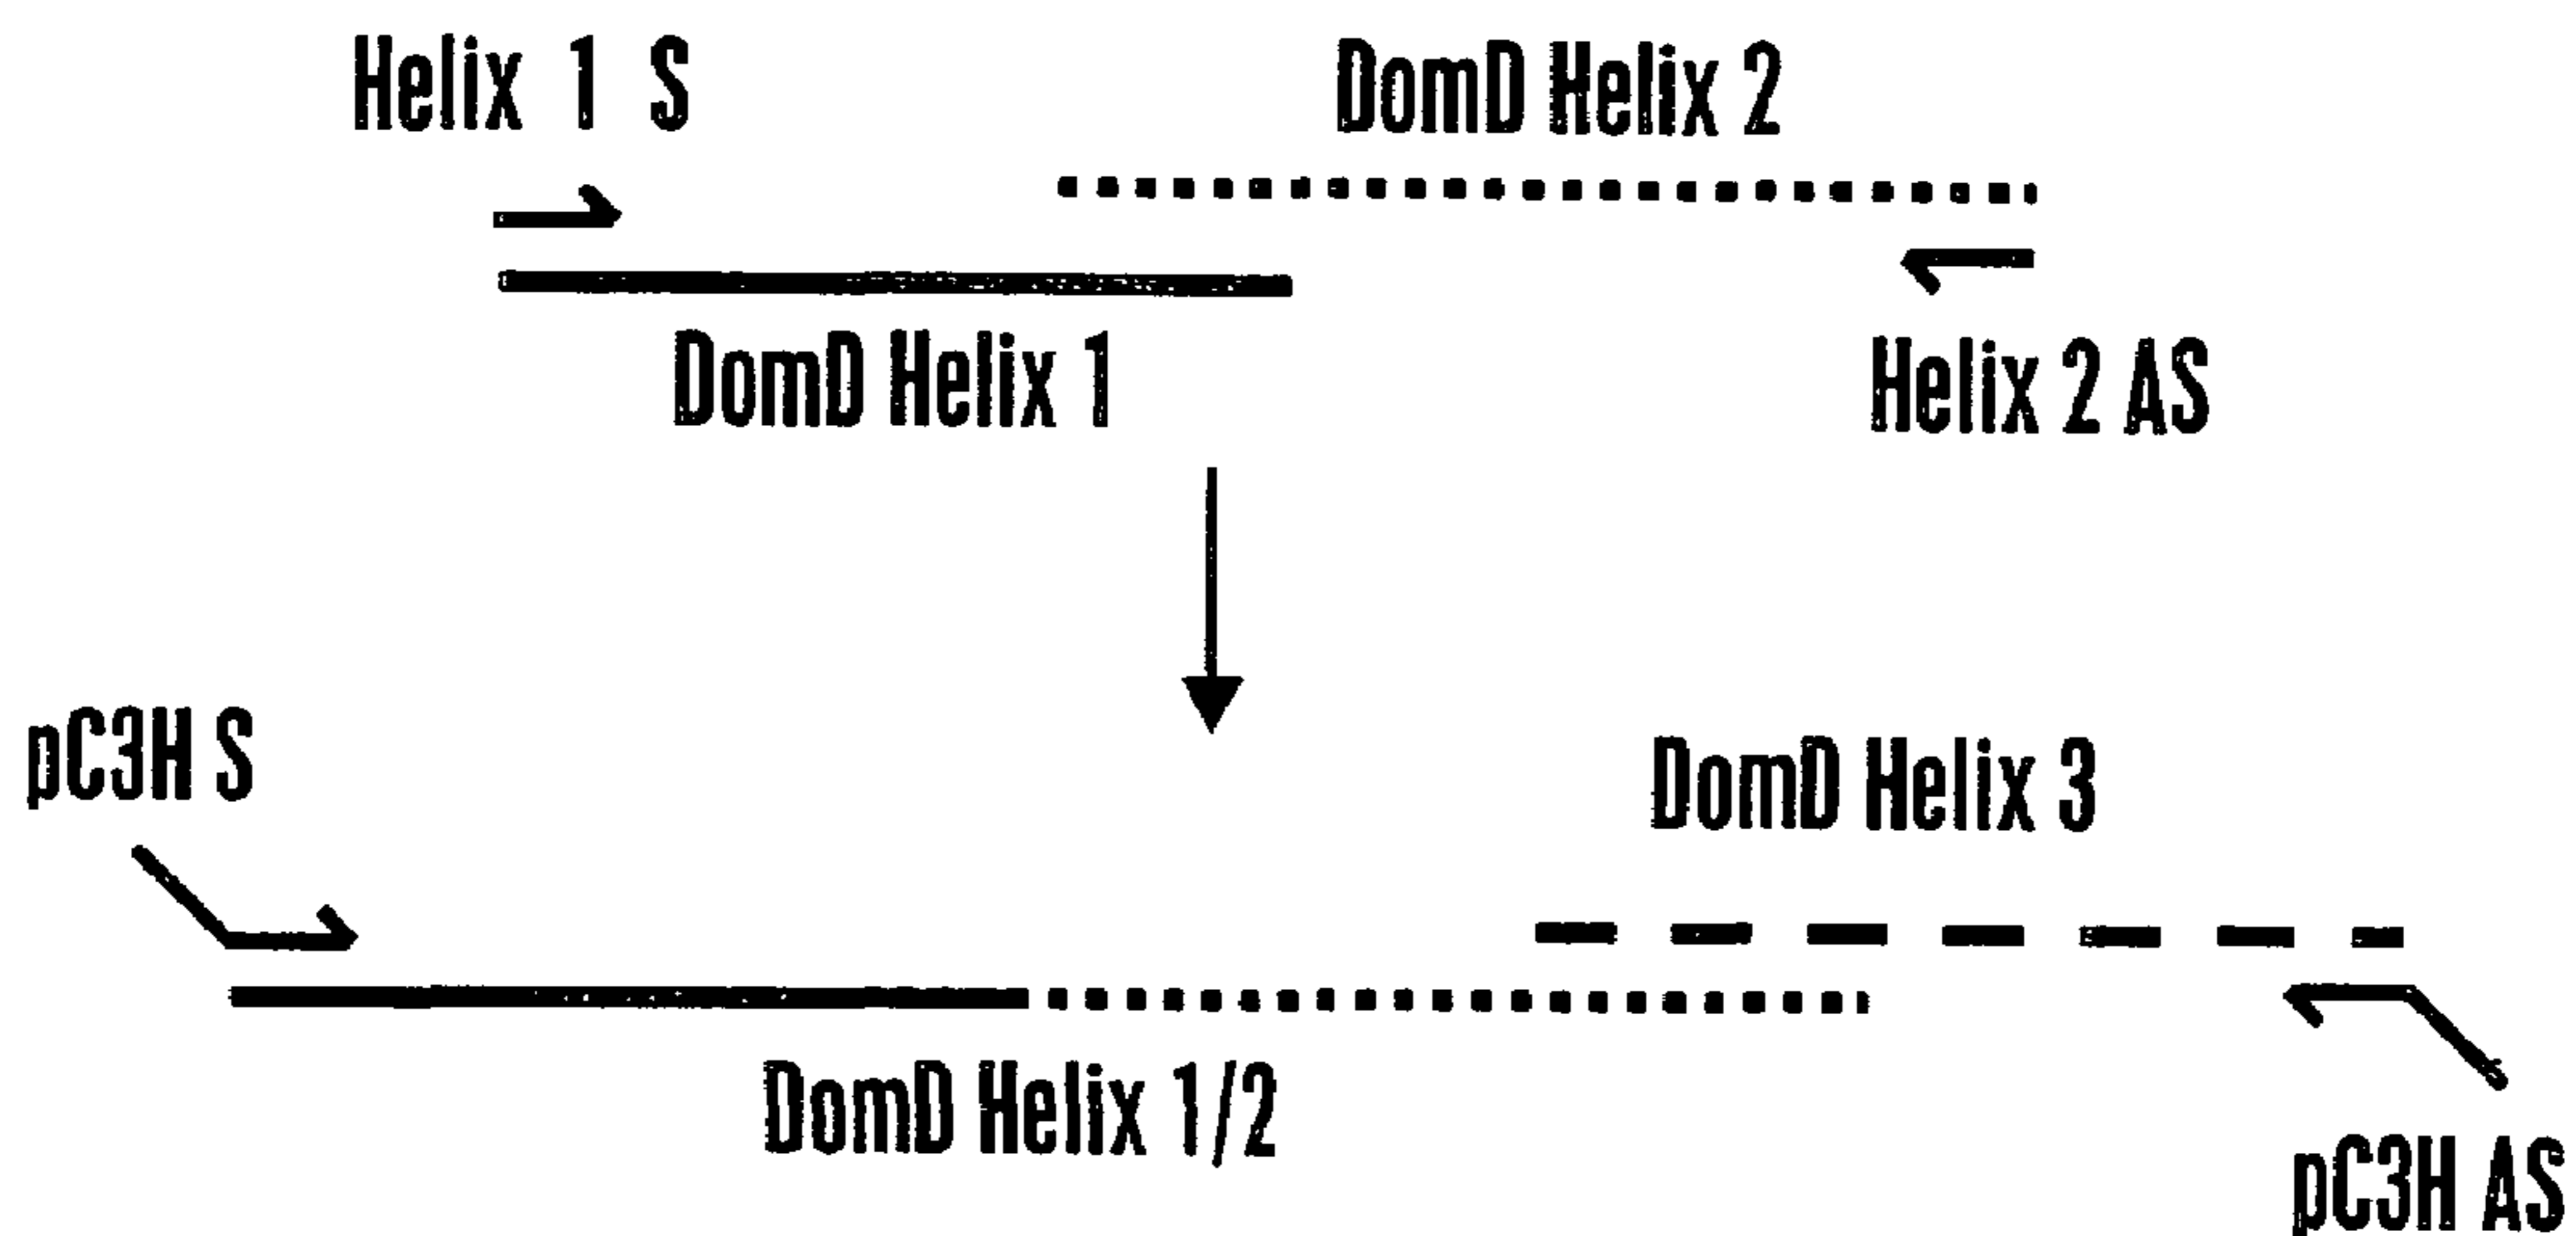 Helix 1 S
DomD Helix 2
DomD Helix 1
Helix 2 AS
pC3H S
DomD Helix 3
DomD Helix 1/2
pC3H AS